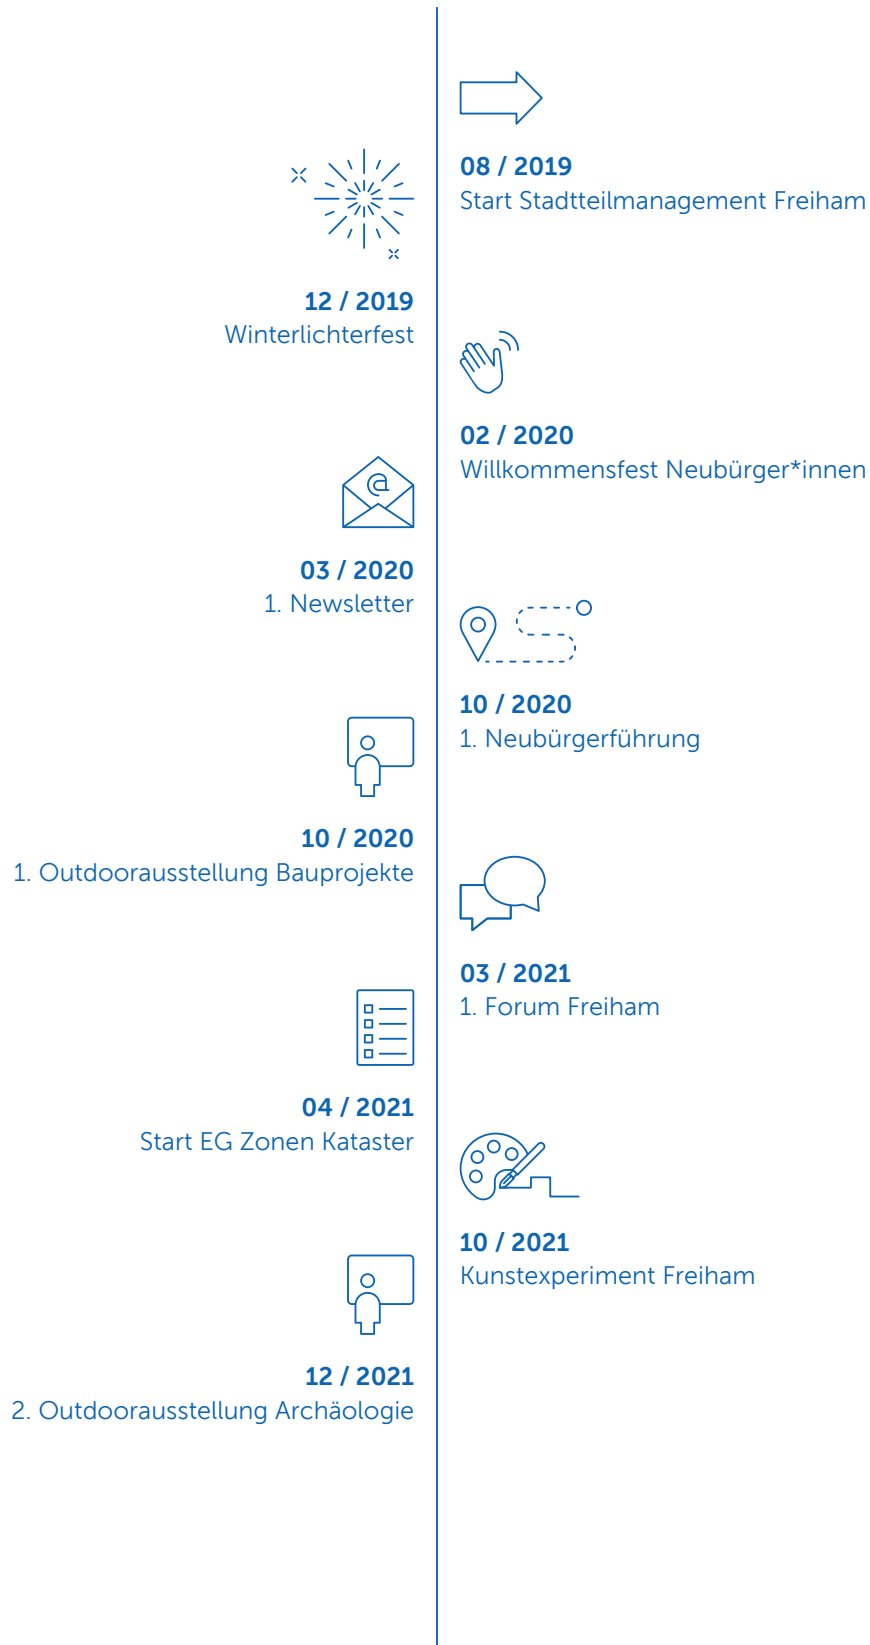 08 / 2019
Start Stadtteilmanagement Freiham
12 / 2019
Winterlichterfest
02 / 2020
Willkommensfest Neubürger*innen
@
03 / 2020
1. Newsletter
10 / 2020
1. Neubürgerführung
10 / 2020
1. Outdoorausstellung Bauprojekte
03 / 2021
1. Forum Freiham
04 / 2021
Start EG Zonen Kataster
10 / 2021
Kunstexperiment Freiham
12 / 2021
2. Outdoorausstellung Archäologie